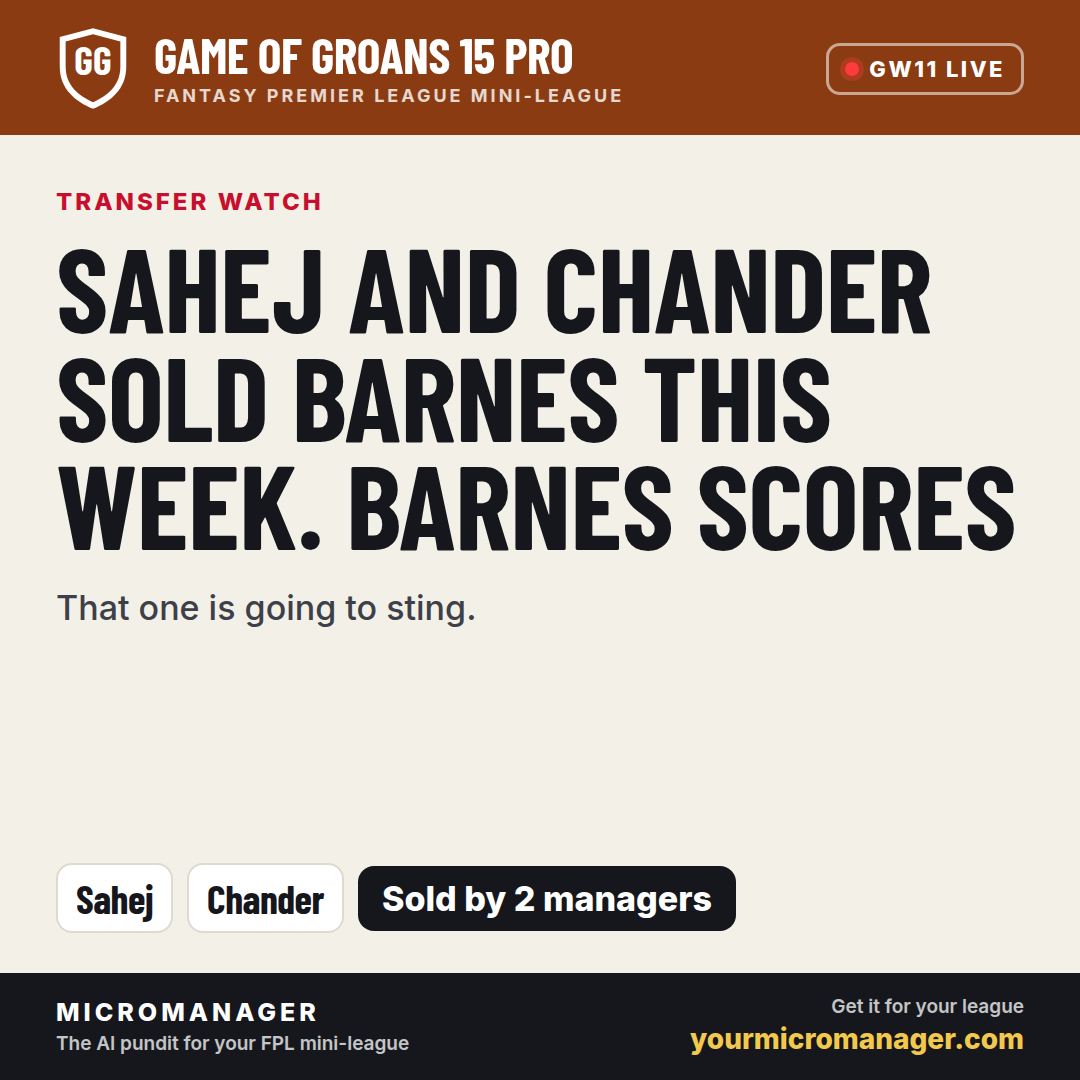 GG
GAME OF GROANS 15 PRO
FANTASY PREMIER LEAGUE MINI-LEAGUE
GW11 LIVE
TRANSFER WATCH
SAHEJ AND CHANDER
SOLD BARNES THIS
WEEK. BARNES SCORES
That one is going to sting.
Sahej
Chander
Sold by 2 managers
MICROMANAGER
The AI pundit for your FPL mini-league
Get it for your league
yourmicromanager.com